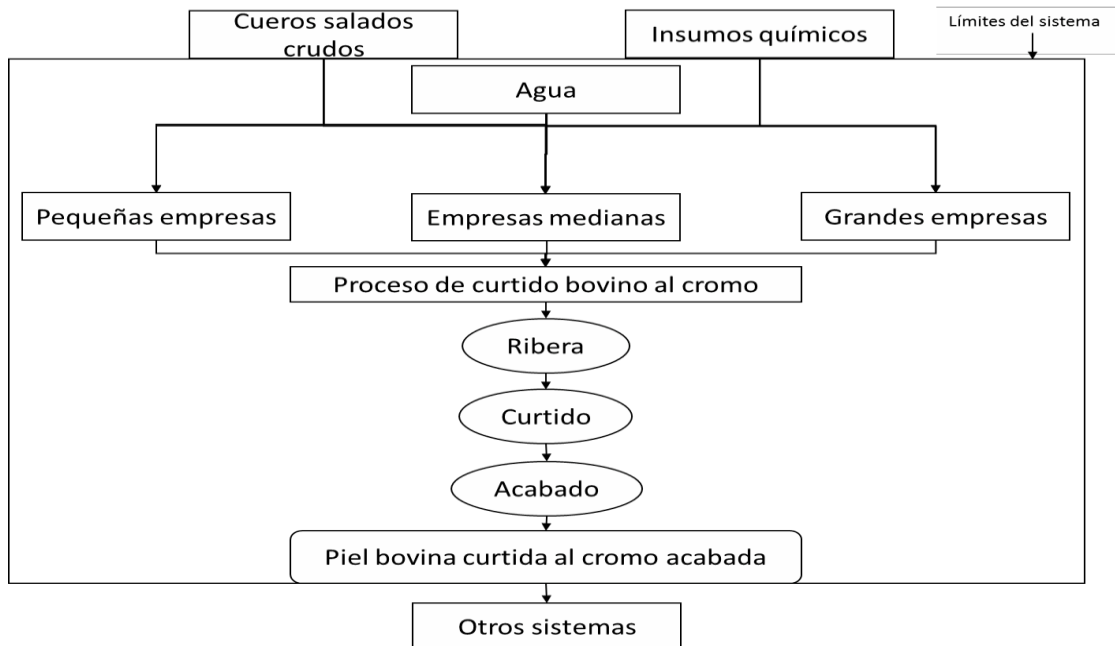 Cueros salados
crudos
Insumos químicos
Límites del sistema
Agua
Pequeñas empresas
Empresas medianas
Grandes empresas
Proceso de curtido bovino al cromo
Ribera
Curtido
Acabado
Piel bovina curtida al cromo acabada
Otros sistemas